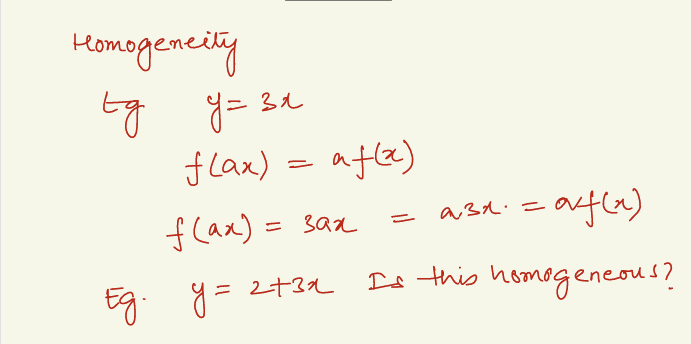 Homogeneity
Eg y = 3x
f(ax) = af(x)
f(ax) = 3ax = a3x. = af(x)
Eg. y = 2+3x Is this homogeneous?